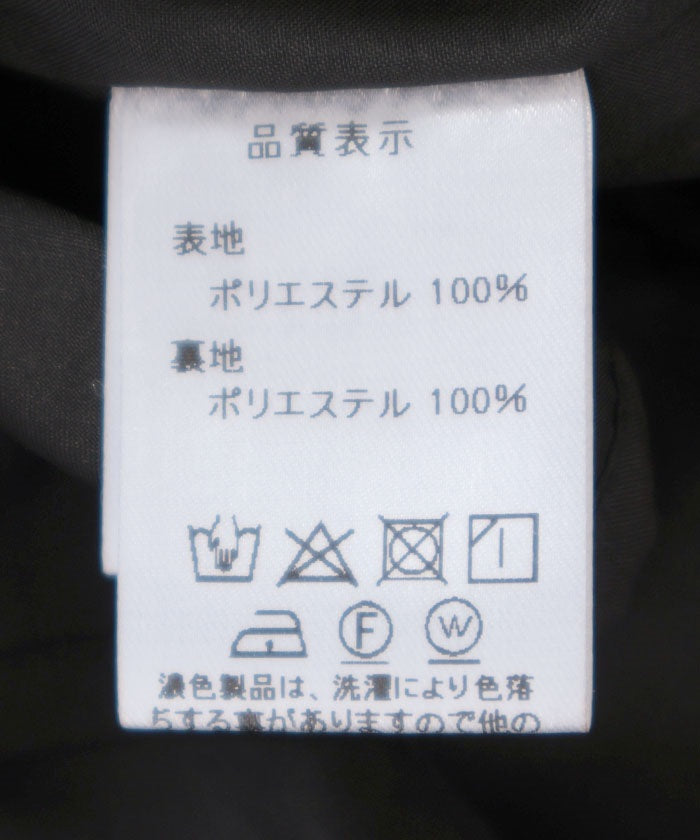 品質表示
表地
ポリエステル 100%
裏地
ポリエステル 100%
F W
濃色製品は、洗濯により色落
ちする事がありますので他の